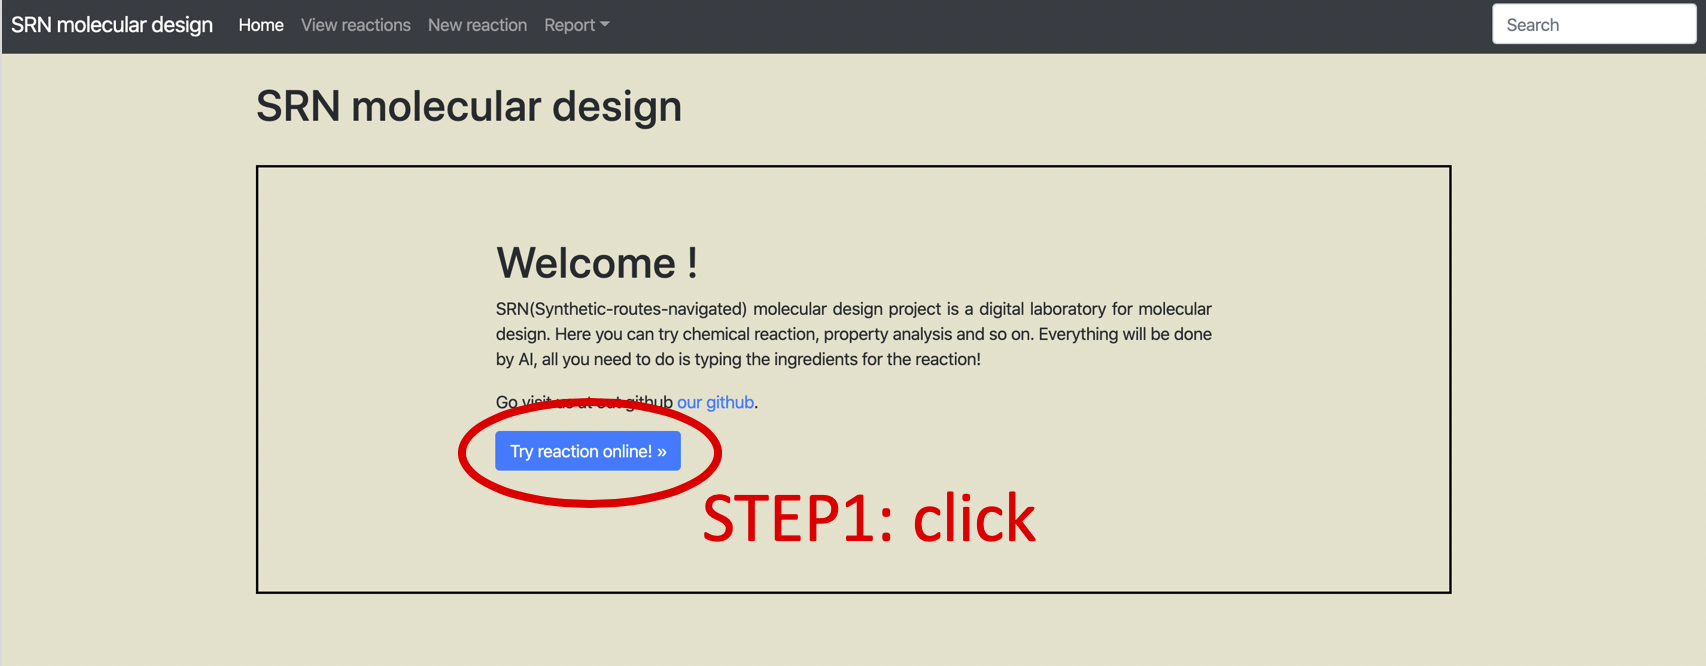 SRN molecular design Home View reactions New reaction Report Search
SRN molecular design
Welcome !
SRN(Synthetic-routes-navigated) molecular design project is a digital laboratory for molecular
design. Here you can try chemical reaction, property analysis and so on. Everything will be done
by AI, all you need to do is typing the ingredients for the reaction!
Go visit us at out github our github.
Try reaction online! »
STEP1: click